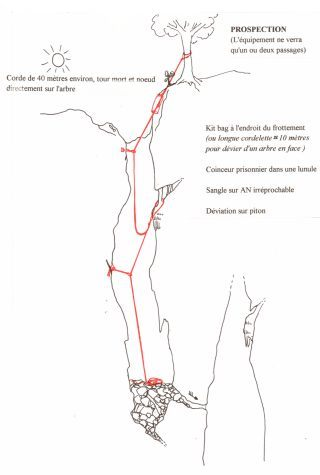 PROSPECTION
(L'équipement ne verra
qu'un ou deux passages)
Corde de 40 mètres environ, tour mort et noeud
directement sur l'arbre
Kit bag à l'endroit du frottement
(ou longue cordelette # 10 mètres
pour dévier d'un arbre en face )
Coinceur prisonnier dans une lunule
Sangle sur AN irréprochable
Déviation sur piton